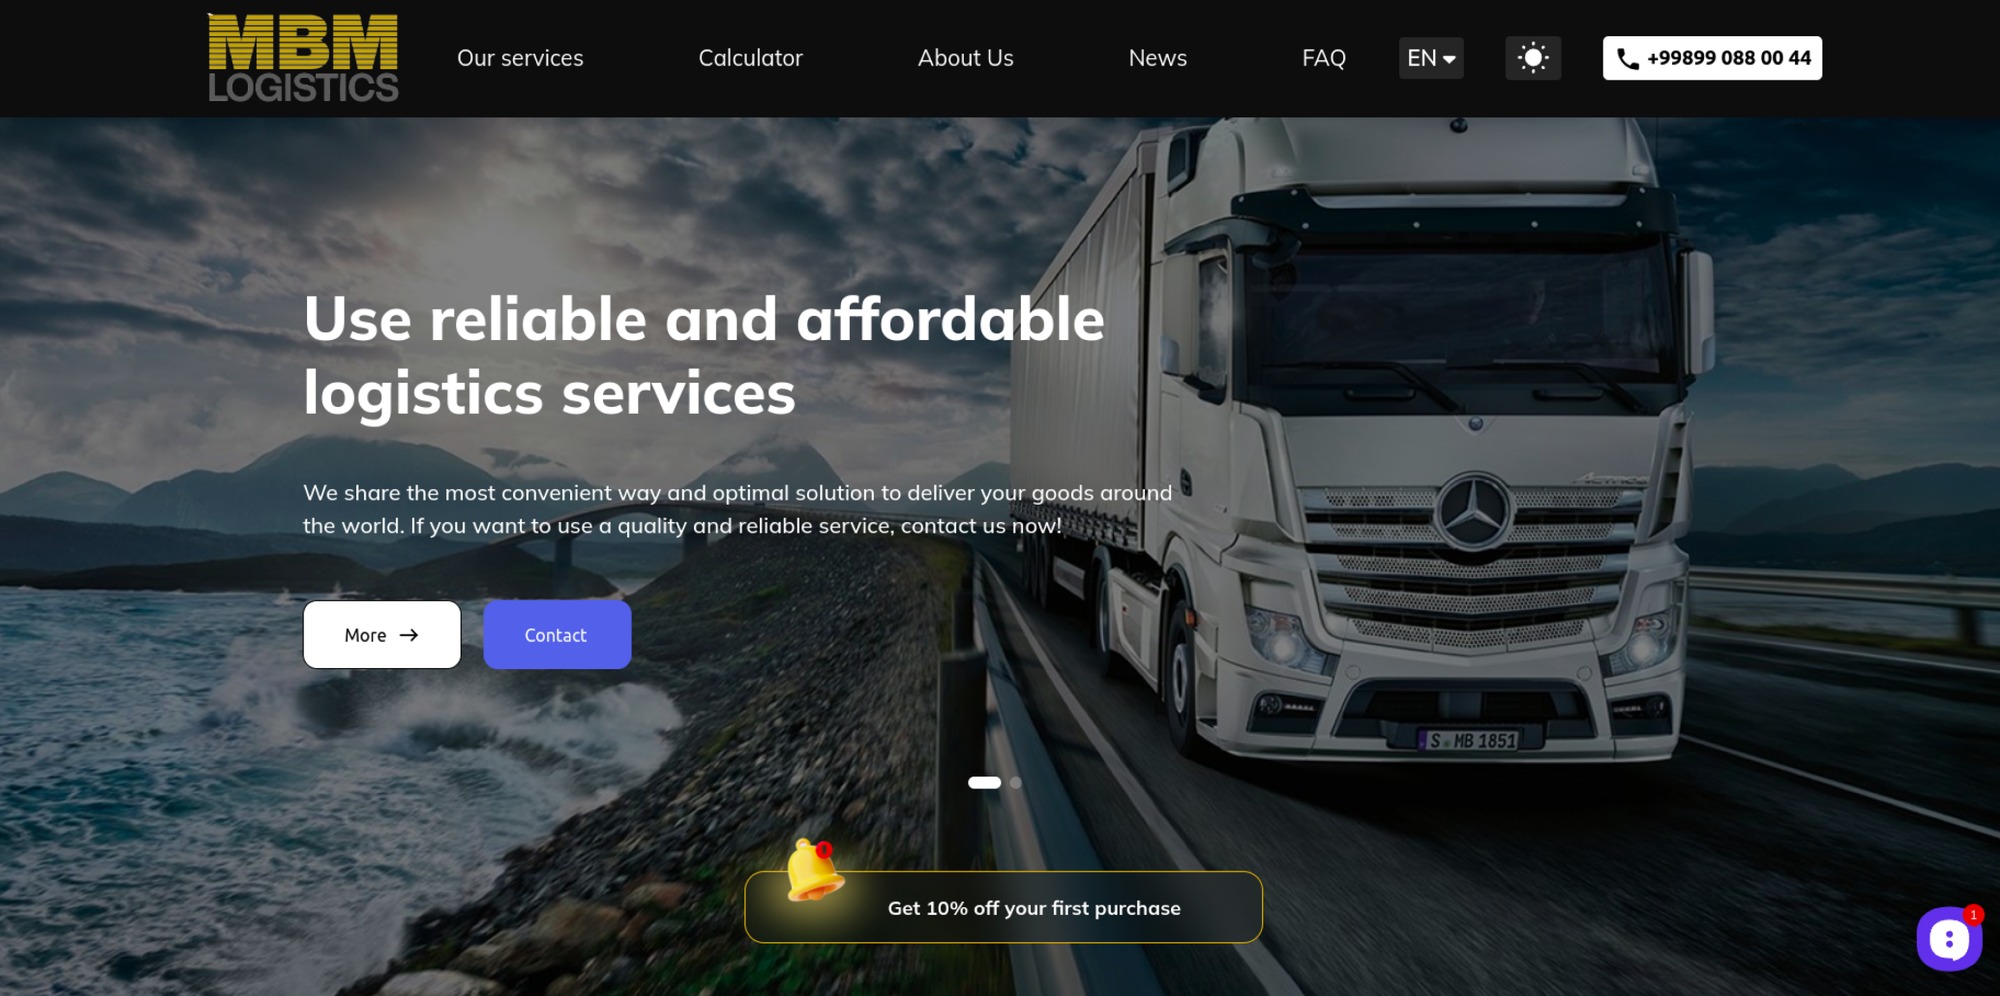 MBM
LOGISTICS
Our services
Calculator
About Us
News
FAQ
EN
+99899 088 00 44
Use reliable and affordable
logistics services
We share the most convenient way and optimal solution to deliver your goods around
the world. If you want to use a quality and reliable service, contact us now!
More →
Contact
Actros
S MB 1851
Get 10% off your first purchase
1